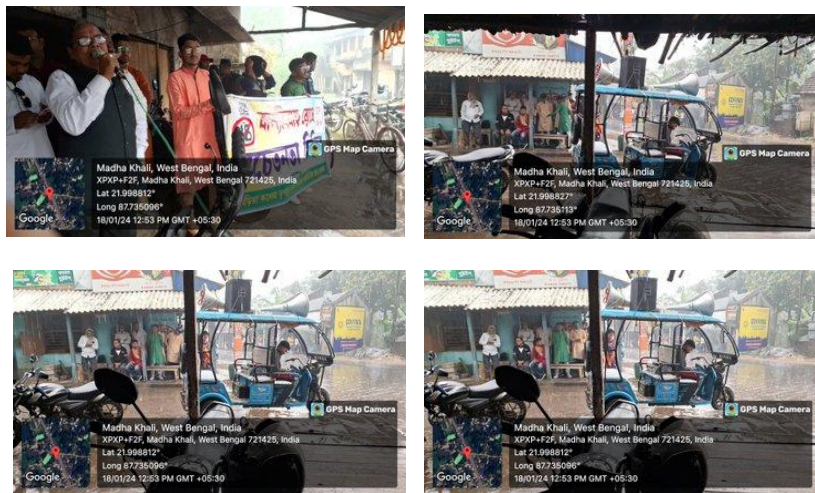 GPS Map Camera
Madha Khali, West Bengal, India
XPXP+F2F, Madha Khali, West Bengal 721425, India
Lat 21.998812°
Long 87.735096°
18/01/24 12:53 PM GMT +05:30
Google
GPS Map Camera
Madha Khali, West Bengal, India
XPXP+F2F, Madha Khali, West Bengal 721425, India
Lat 21.998827°
Long 87.735113°
18/01/24 12:53 PM GMT +05:30
Google
GPS Map Camera
Madha Khali, West Bengal, India
XPXP+F2F, Madha Khali, West Bengal 721425, India
Lat 21.998812°
Long 87.735096°
18/01/24 12:53 PM GMT +05:30
Google
GPS Map Camera
Madha Khali, West Bengal, India
XPXP+F2F, Madha Khali, West Bengal 721425, India
Lat 21.998812°
Long 87.735096°
18/01/24 12:53 PM GMT +05:30
Google